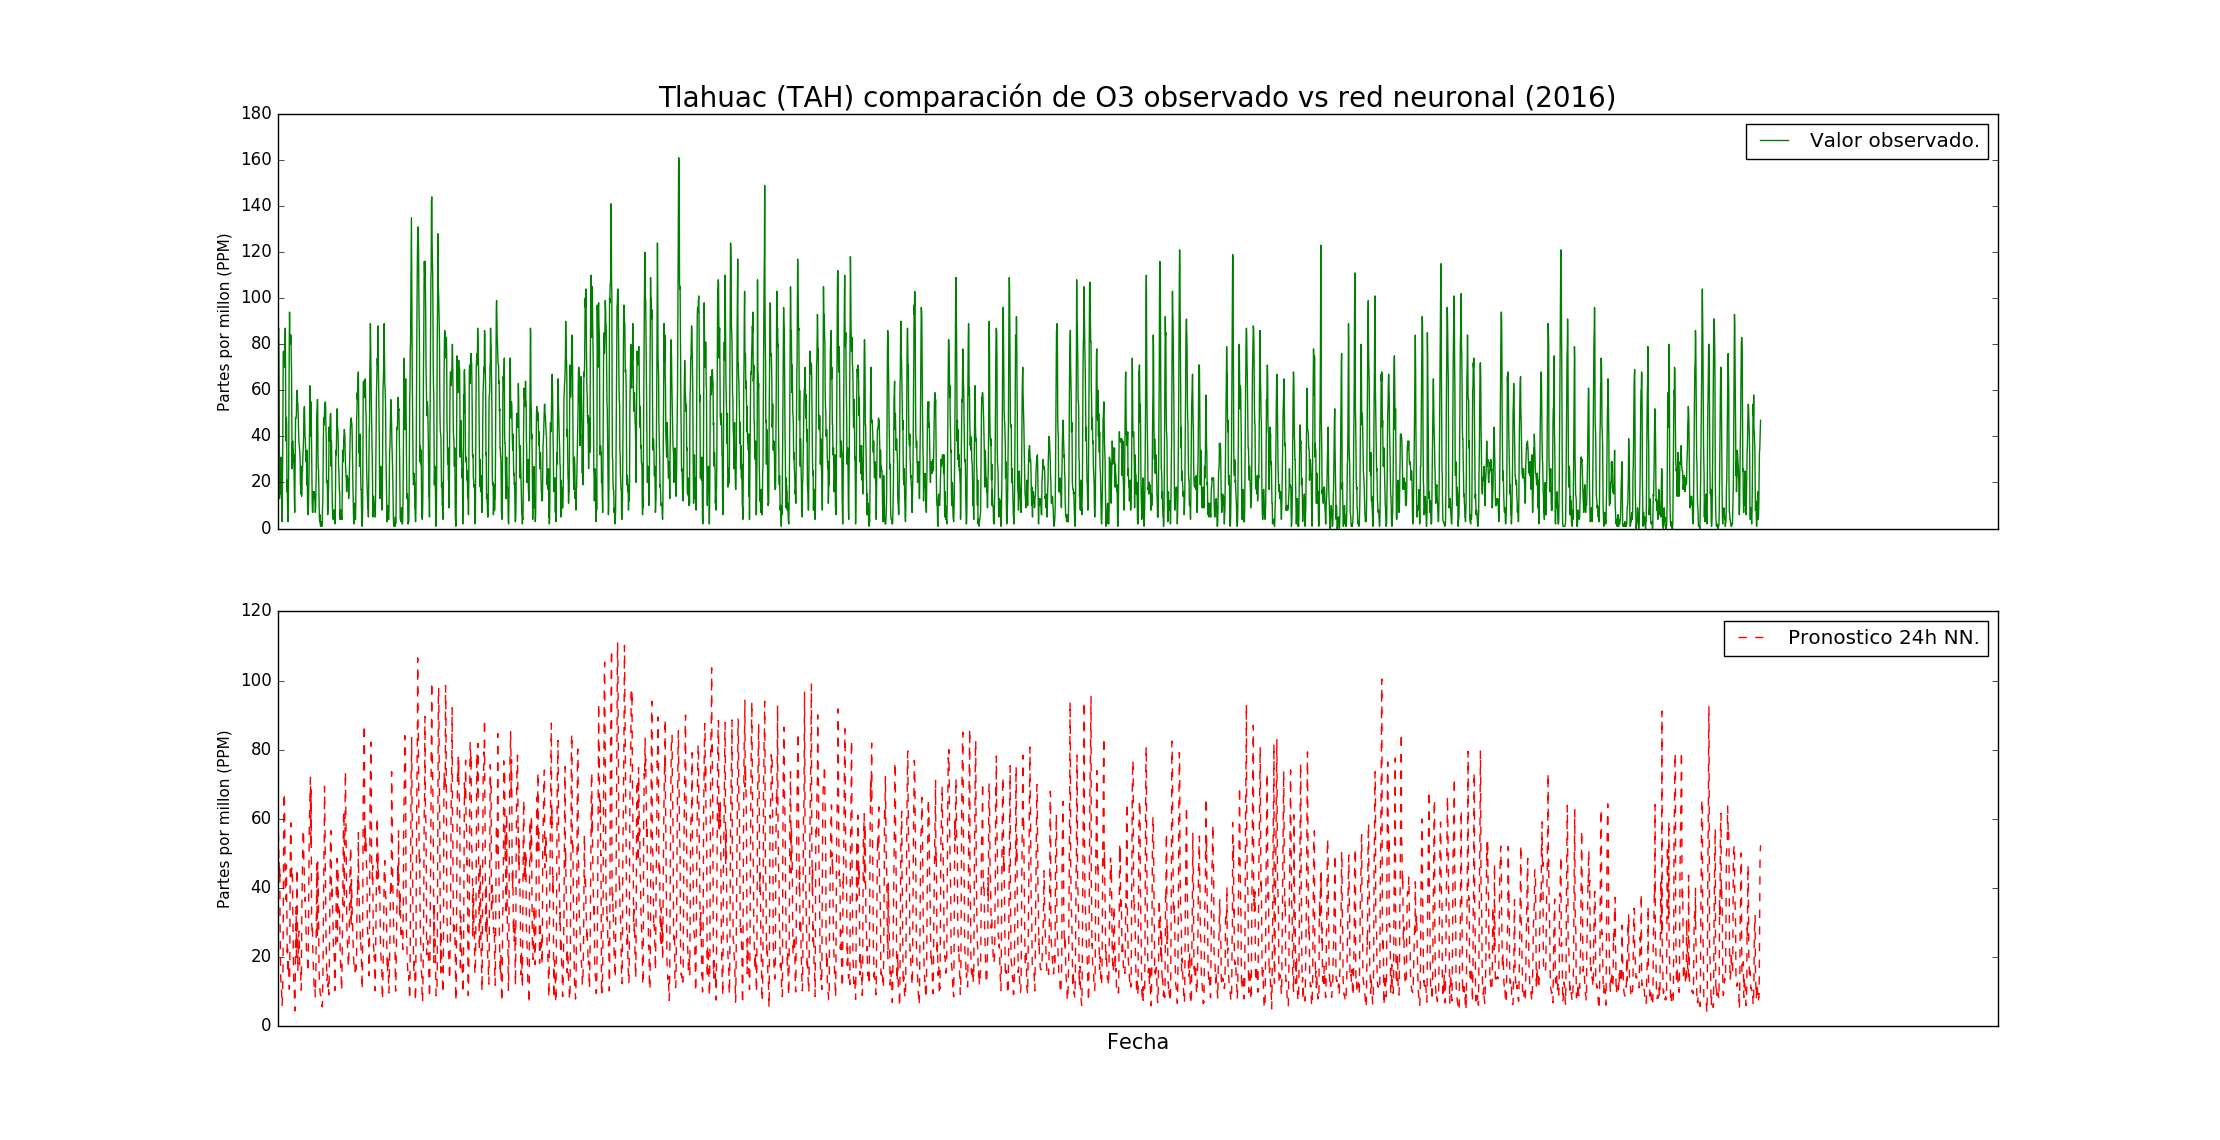 Tlahuac (TAH) comparación de O3 observado vs red neuronal (2016)
180
160
140
120
100
80
60
40
20
0
Partes por millon (PPM)
Valor observado.
120
100
80
60
40
20
0
Partes por millon (PPM)
Pronostico 24h NN.
Fecha